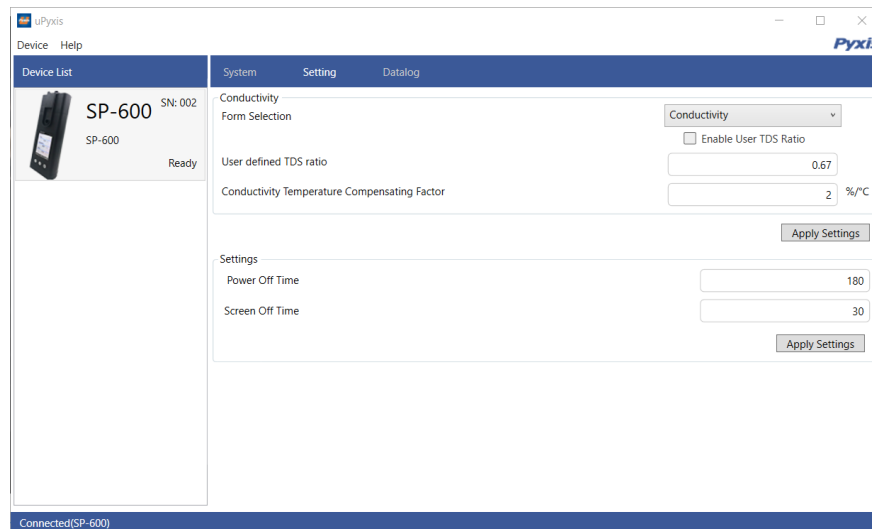 uPyxis
Device Help
Pyxis
Device List
System Setting Datalog
SP-600 SN: 002
SP-600
Ready
Conductivity
Form Selection Conductivity
Enable User TDS Ratio
User defined TDS ratio 0.67
Conductivity Temperature Compensating Factor 2 %/°C
Apply Settings
Settings
Power Off Time 180
Screen Off Time 30
Apply Settings
Connected(SP-600)